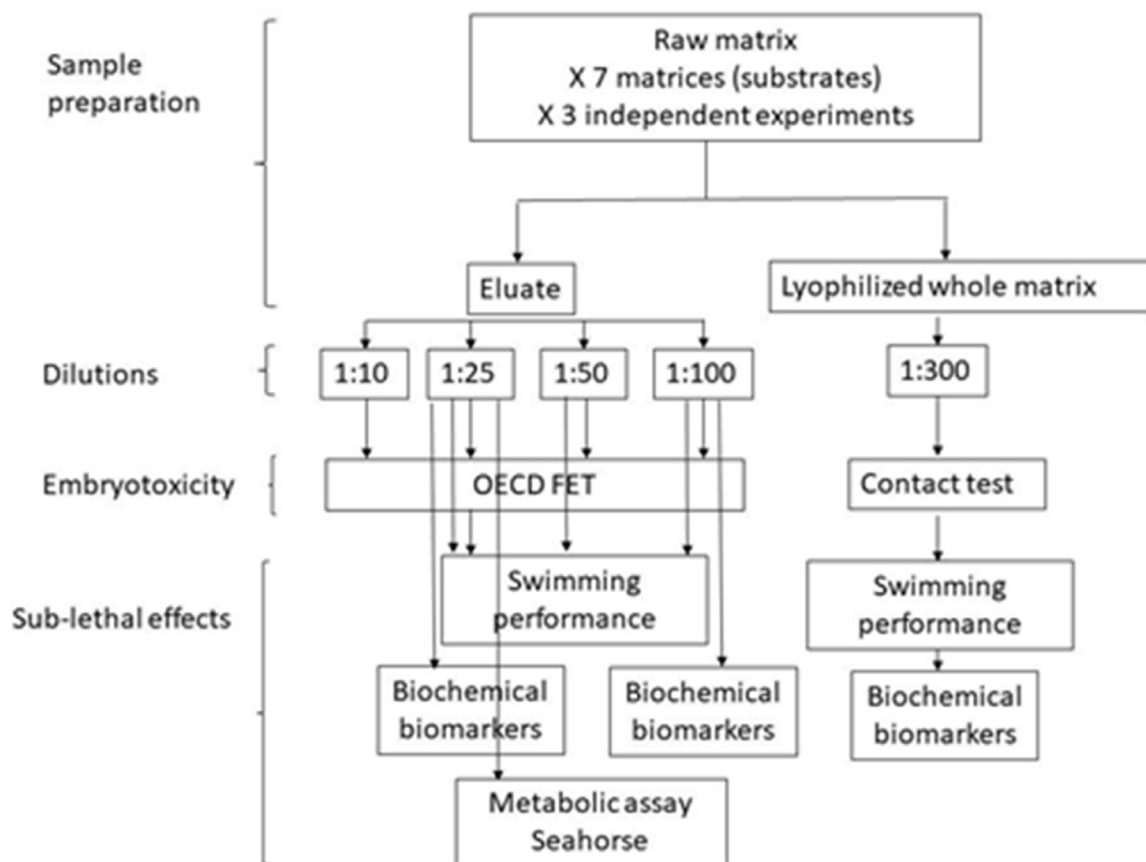 Sample
preparation
Raw matrix
X 7 matrices (substrates)
X 3 independent experiments
Eluate
Lyophilized whole matrix
Dilutions
1:10
1:25
1:50
1:100
1:300
Embryotoxicity
OECD FET
Contact test
Sub-lethal effects
Swimming
performance
Swimming
performance
Biochemical
biomarkers
Biochemical
biomarkers
Biochemical
biomarkers
Metabolic assay
Seahorse